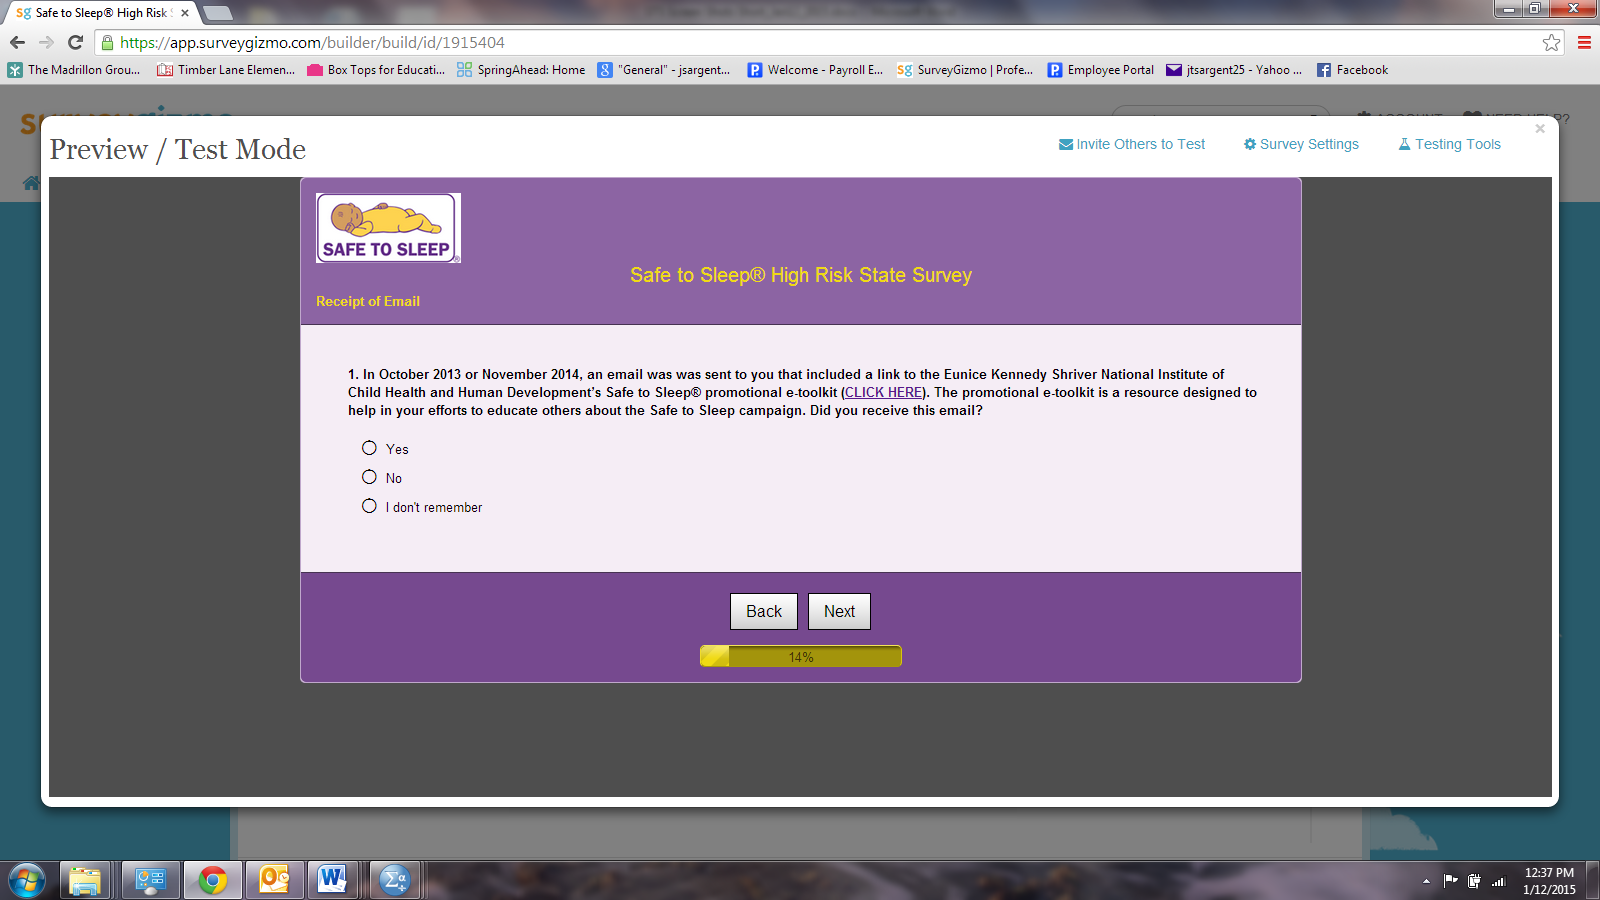 Safe to Sleep® High Risk S
https://app.surveygizmo.com/builder/build/id/1915404
The Madrillon Grou... Timber Lane Elemen... Box Tops for Educati... SpringAhead: Home "General" - jsargent... Welcome - Payroll E... SurveyGizmo | Profe... Employee Portal jtsargent25 - Yahoo ... Facebook
Preview / Test Mode
Invite Others to Test Survey Settings Testing Tools
SAFE TO SLEEP®
Safe to Sleep® High Risk State Survey
Receipt of Email
1. In October 2013 or November 2014, an email was was sent to you that included a link to the Eunice Kennedy Shriver National Institute of
Child Health and Human Development's Safe to Sleep® promotional e-toolkit (CLICK HERE). The promotional e-toolkit is a resource designed to
help in your efforts to educate others about the Safe to Sleep campaign. Did you receive this email?
Yes
No
I don't remember
Back Next
14%
12:37 PM
1/12/2015